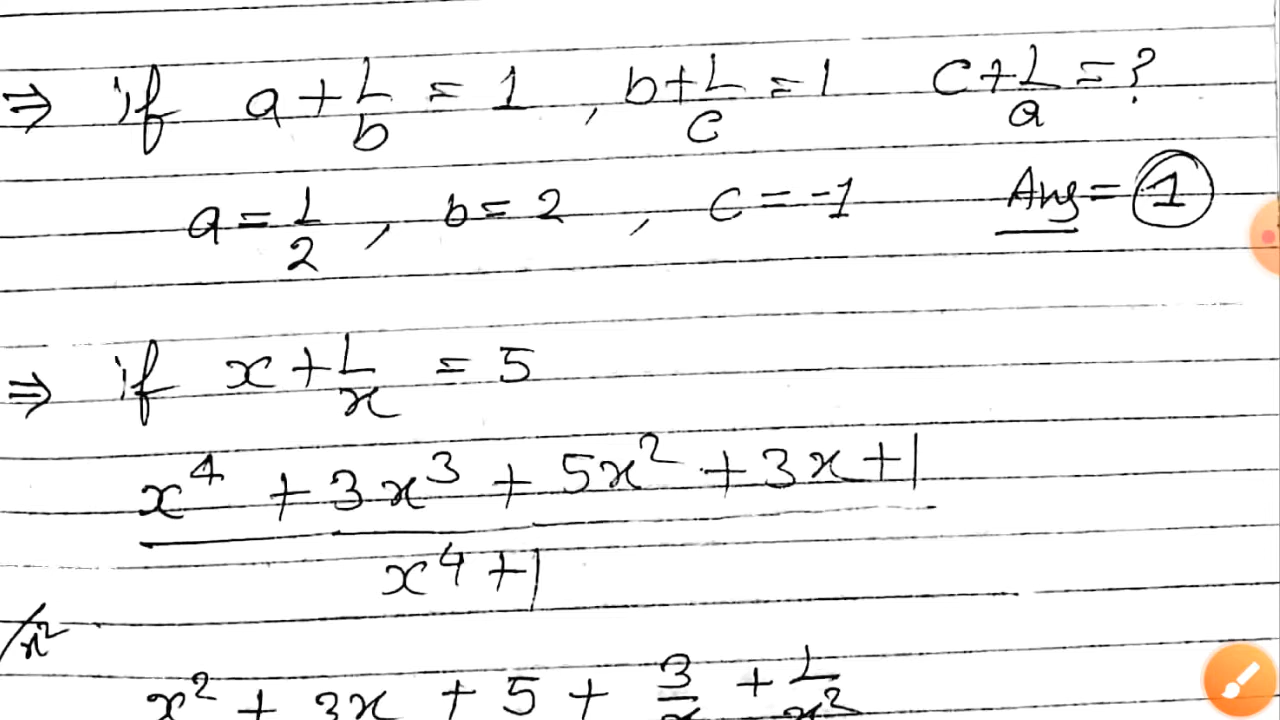 ⇒ if a + 1/b = 1, b + 1/c = 1 c + 1/a = ?
a = 1/2, b = 2, c = -1 Ans = 1
⇒ if x + 1/x = 5
x⁴ + 3x³ + 5x² + 3x + 1
x⁴ + 1
/x²
x² + 3x + 5 + 3/x + 1/x²